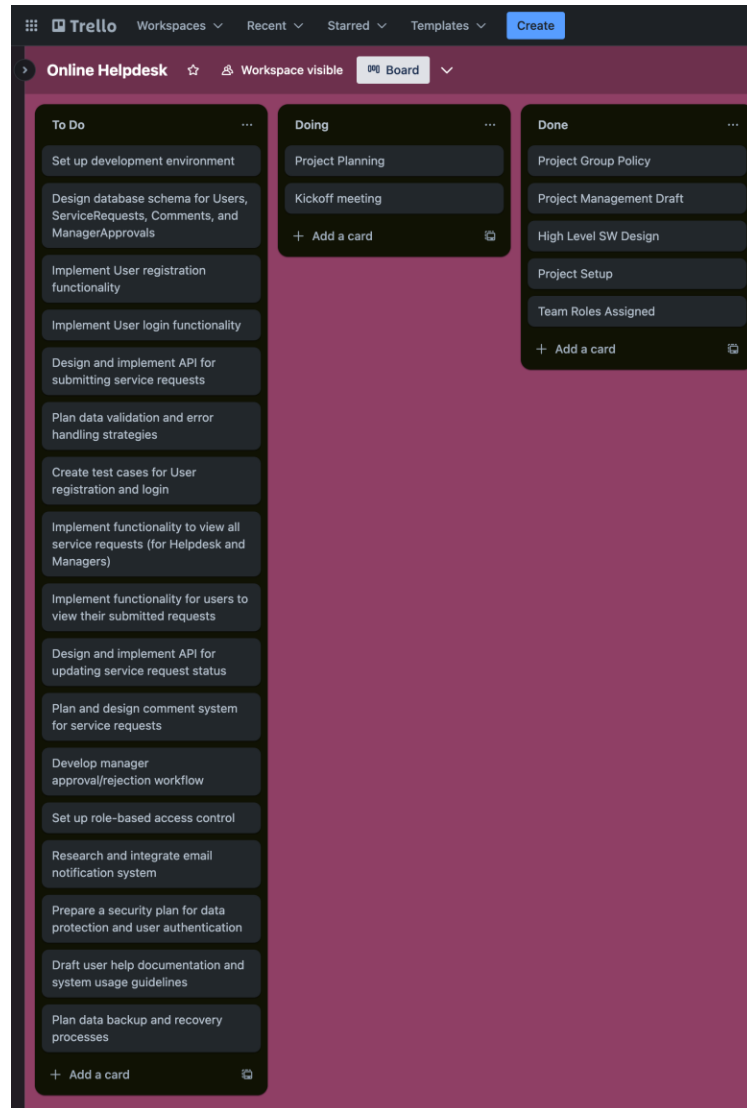 Trello Workspaces Recent Starred Templates Create
Online Helpdesk Workspace visible Board
To Do
Set up development environment
Design database schema for Users,
ServiceRequests, Comments, and
ManagerApprovals
Implement User registration
functionality
Implement User login functionality
Design and implement API for
submitting service requests
Plan data validation and error
handling strategies
Create test cases for User
registration and login
Implement functionality to view all
service requests (for Helpdesk and
Managers)
Implement functionality for users to
view their submitted requests
Design and implement API for
updating service request status
Plan and design comment system
for service requests
Develop manager
approval/rejection workflow
Set up role-based access control
Research and integrate email
notification system
Prepare a security plan for data
protection and user authentication
Draft user help documentation and
system usage guidelines
Plan data backup and recovery
processes
+ Add a card
Doing
Project Planning
Kickoff meeting
+ Add a card
Done
Project Group Policy
Project Management Draft
High Level SW Design
Project Setup
Team Roles Assigned
+ Add a card